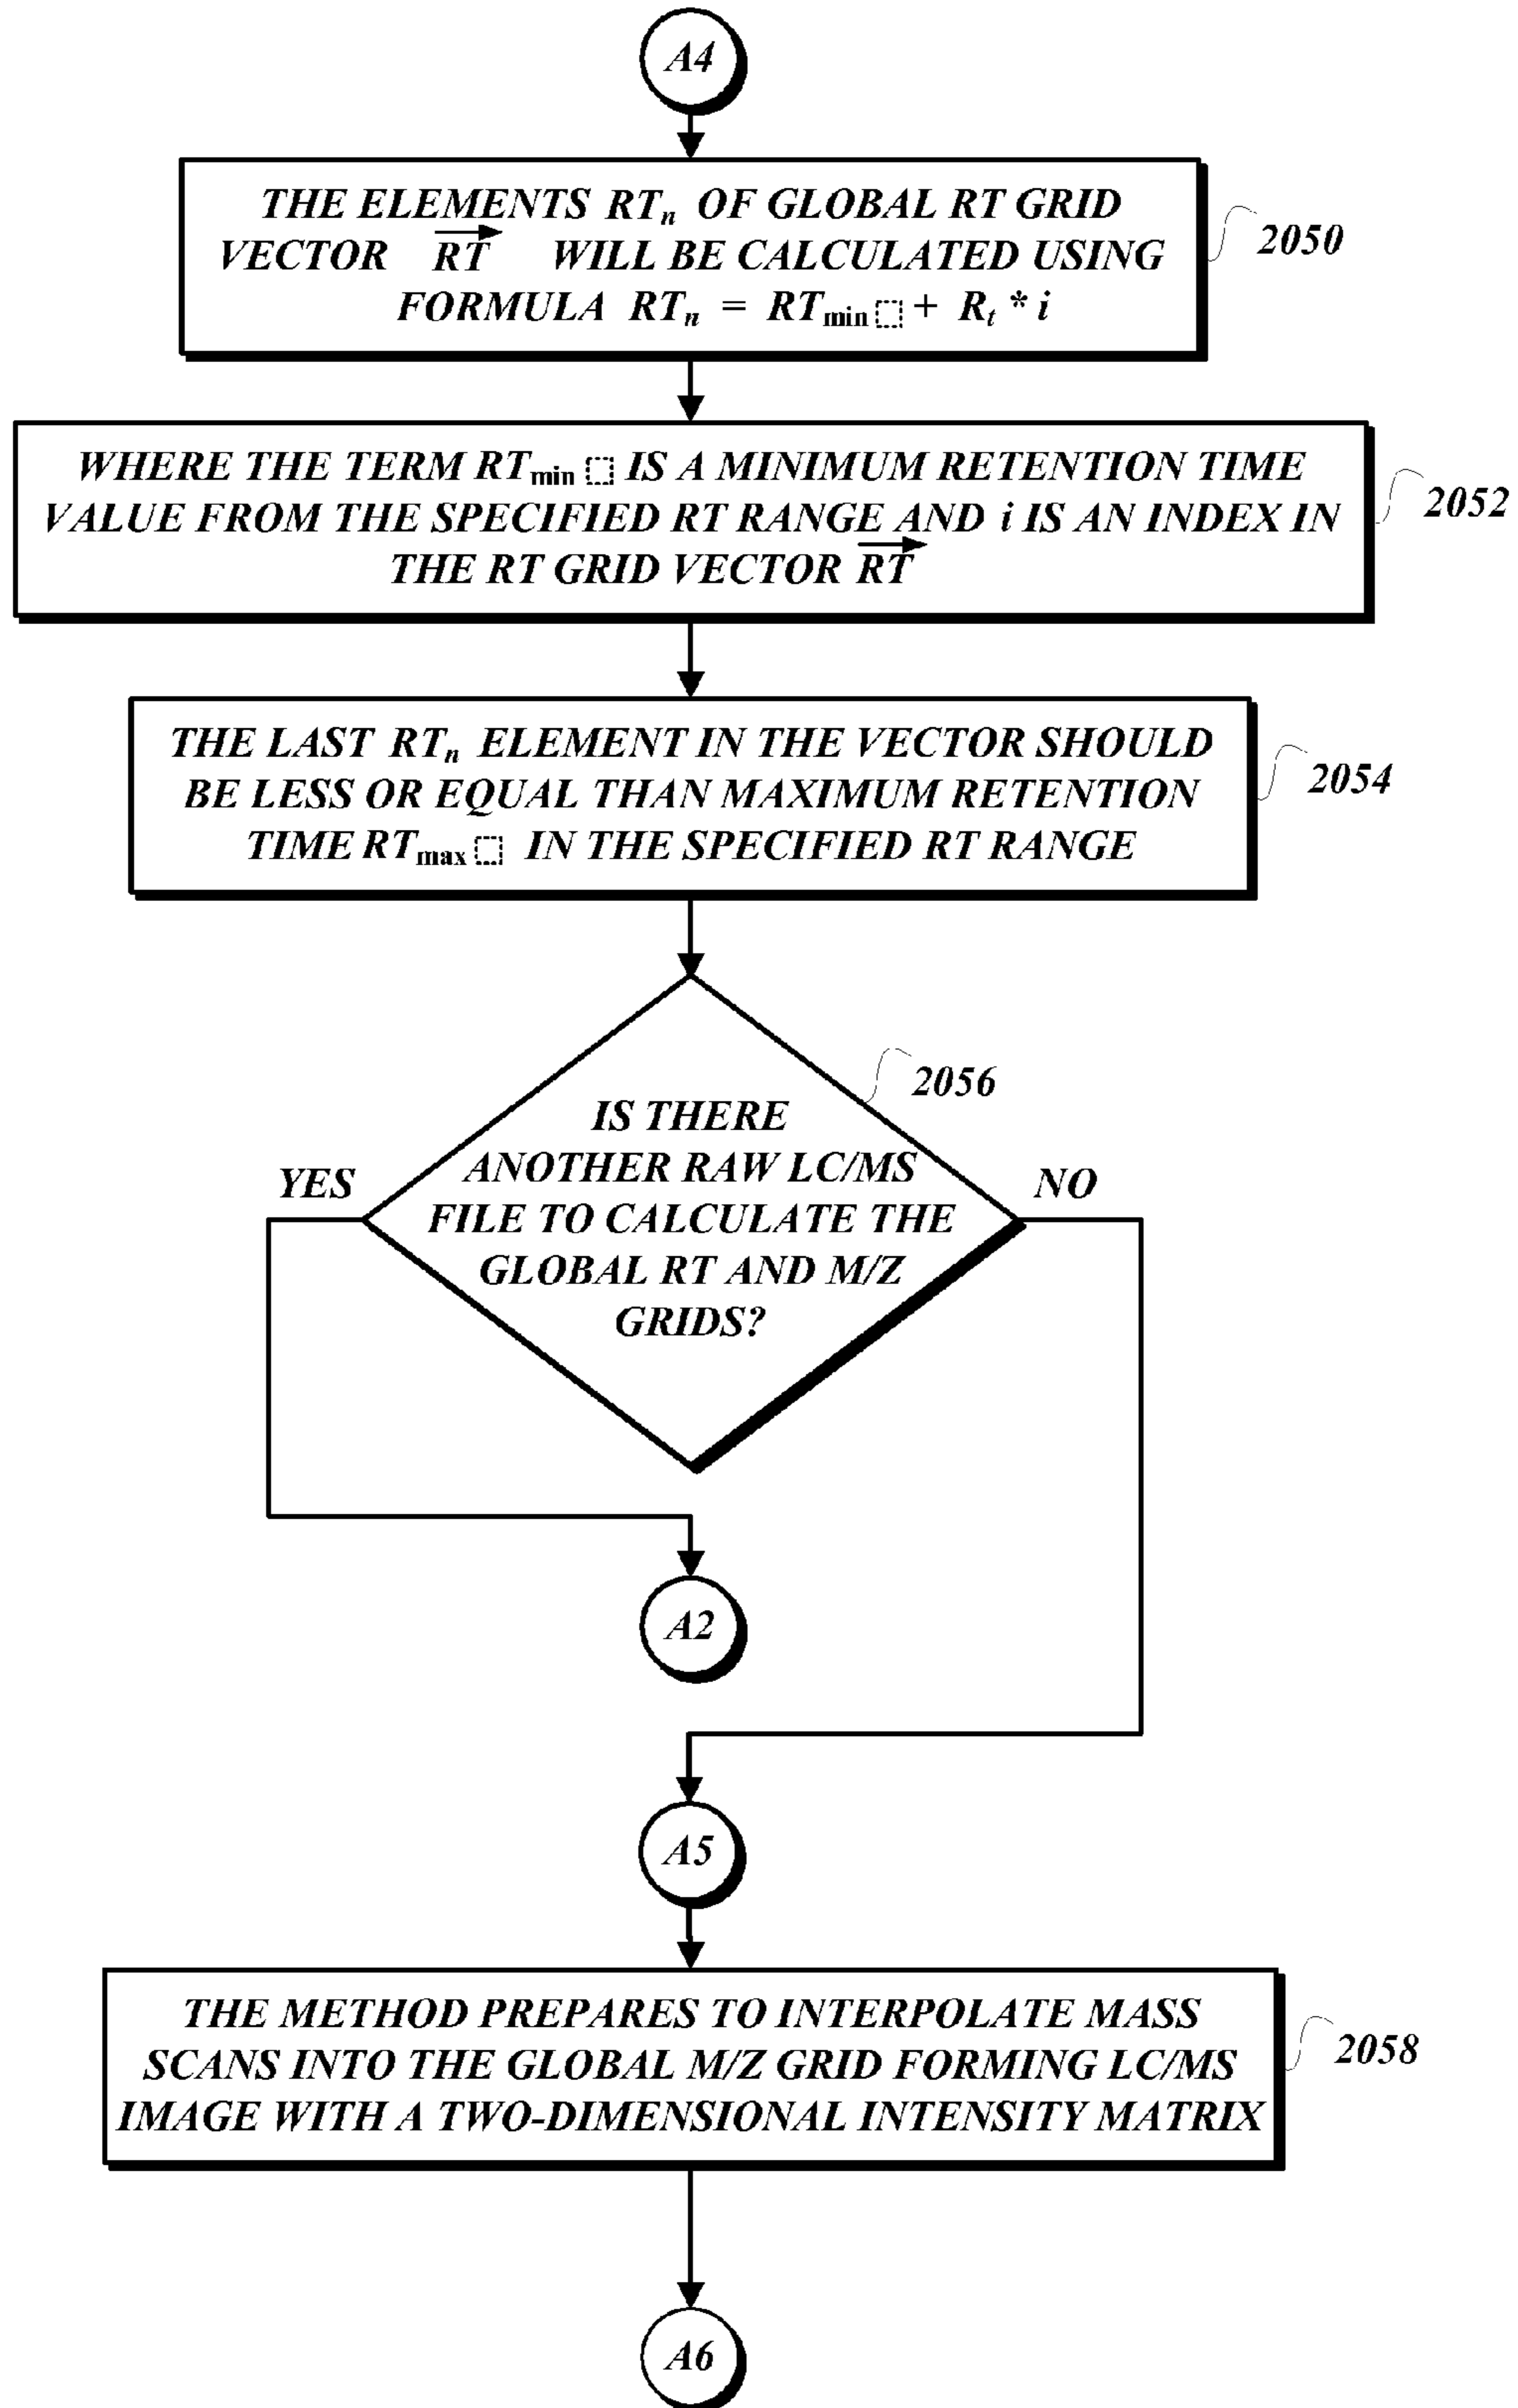 A4
THE ELEMENTS RTn OF GLOBAL RT GRID
VECTOR RT WILL BE CALCULATED USING
FORMULA RTn = RTmin + Rt * i
2050
WHERE THE TERM RTmin IS A MINIMUM RETENTION TIME
VALUE FROM THE SPECIFIED RT RANGE AND i IS AN INDEX IN
THE RT GRID VECTOR RT
2052
THE LAST RTn ELEMENT IN THE VECTOR SHOULD
BE LESS OR EQUAL THAN MAXIMUM RETENTION
TIME RTmax IN THE SPECIFIED RT RANGE
2054
2056
IS THERE
ANOTHER RAW LC/MS
FILE TO CALCULATE THE
GLOBAL RT AND M/Z
GRIDS?
YES
NO
A2
A5
THE METHOD PREPARES TO INTERPOLATE MASS
SCANS INTO THE GLOBAL M/Z GRID FORMING LC/MS
IMAGE WITH A TWO-DIMENSIONAL INTENSITY MATRIX
2058
A6